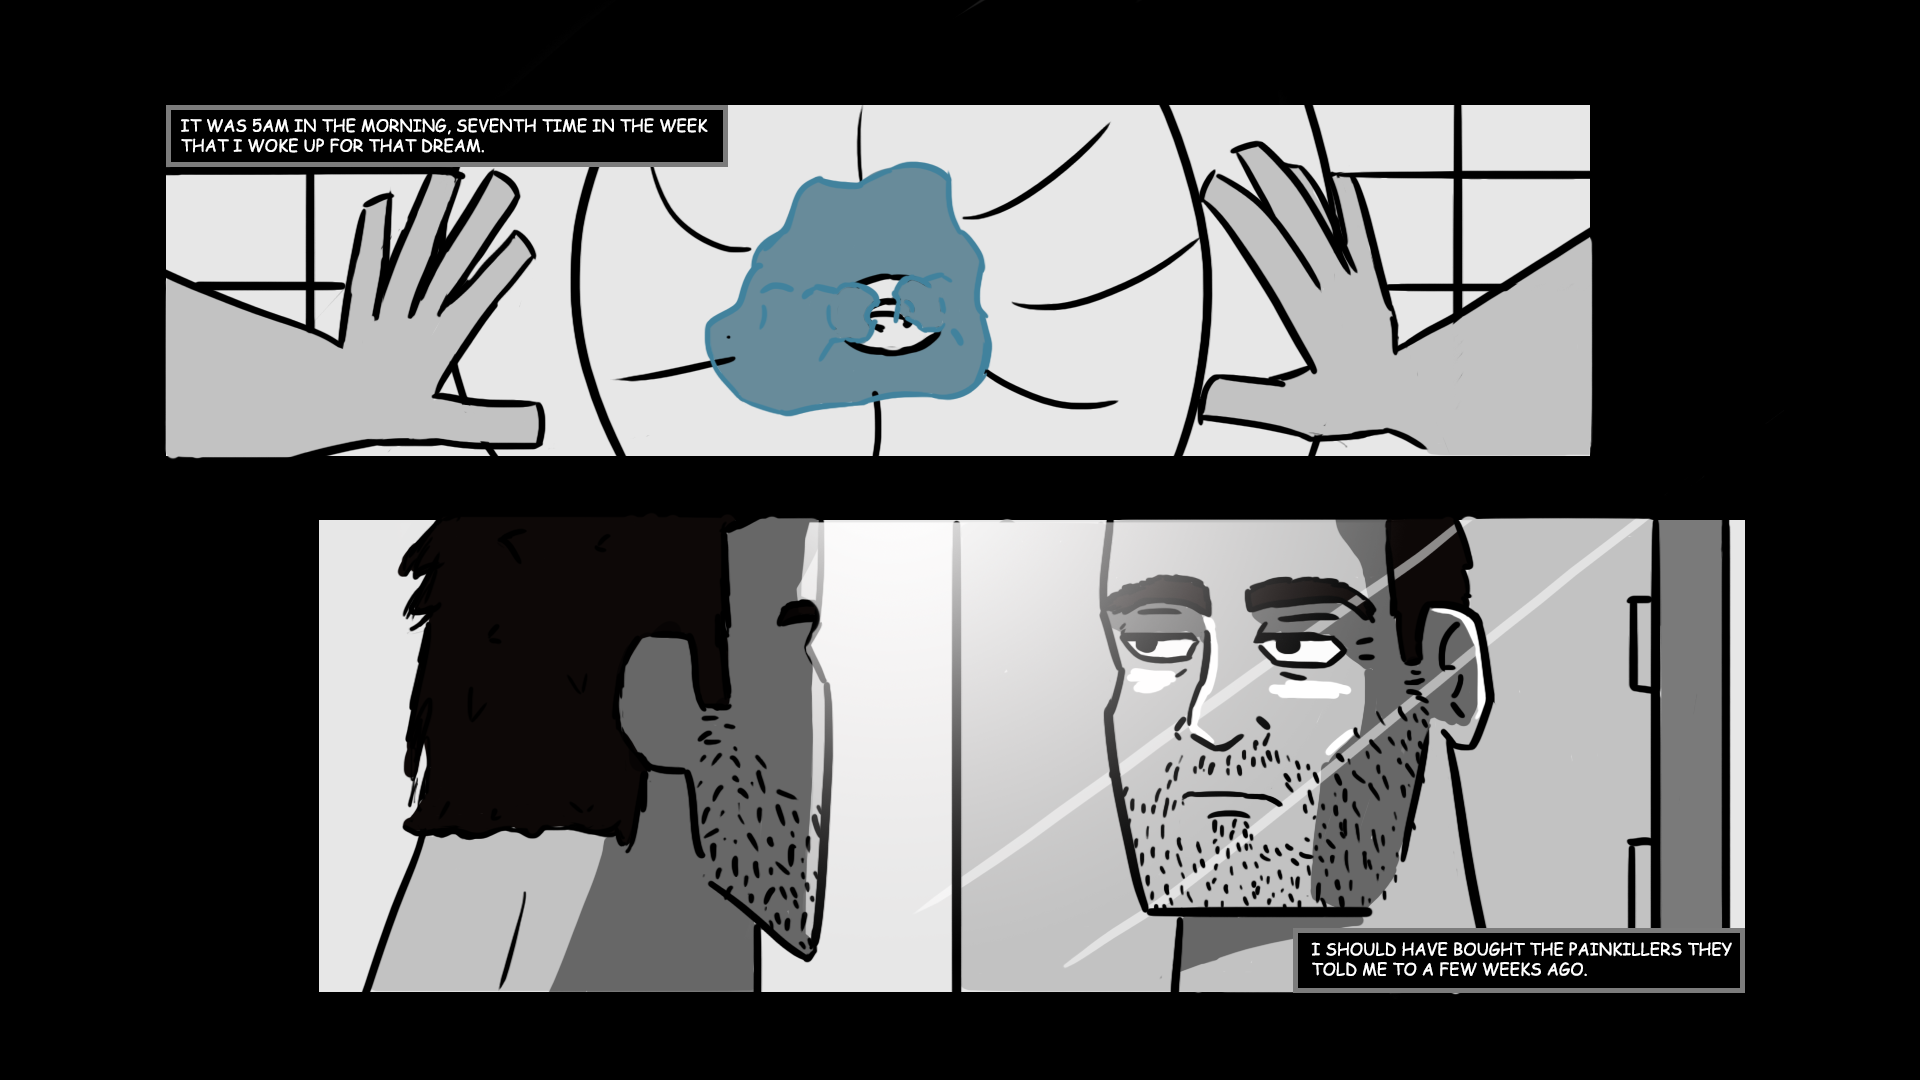 IT WAS 5AM IN THE MORNING, SEVENTH TIME IN THE WEEK
THAT I WOKE UP FOR THAT DREAM.
I SHOULD HAVE BOUGHT THE PAINKILLERS THEY
TOLD ME TO A FEW WEEKS AGO.